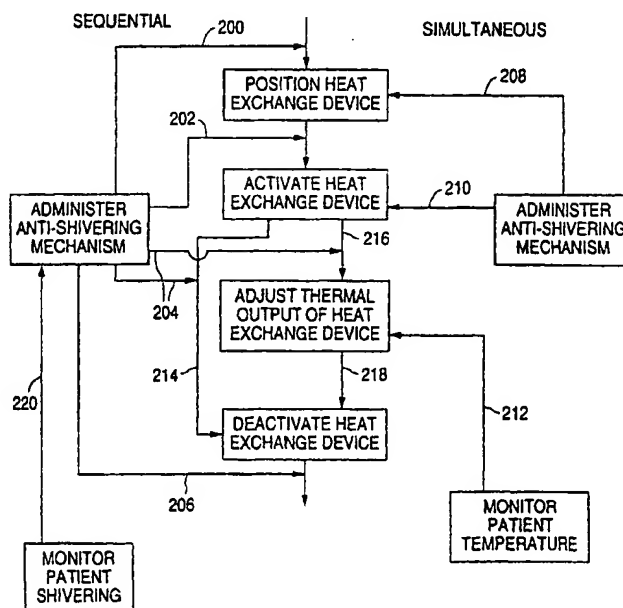 SEQUENTIAL
200
SIMULTANEOUS
POSITION HEAT
EXCHANGE DEVICE
208
202
ACTIVATE HEAT
EXCHANGE DEVICE
210
ADMINISTER
ANTI-SHIVERING
MECHANISM
ADMINISTER
ANTI-SHIVERING
MECHANISM
216
204
ADJUST THERMAL
OUTPUT OF HEAT
EXCHANGE DEVICE
220
214
218
212
DEACTIVATE HEAT
EXCHANGE DEVICE
206
MONITOR
PATIENT
TEMPERATURE
MONITOR
PATIENT
SHIVERING